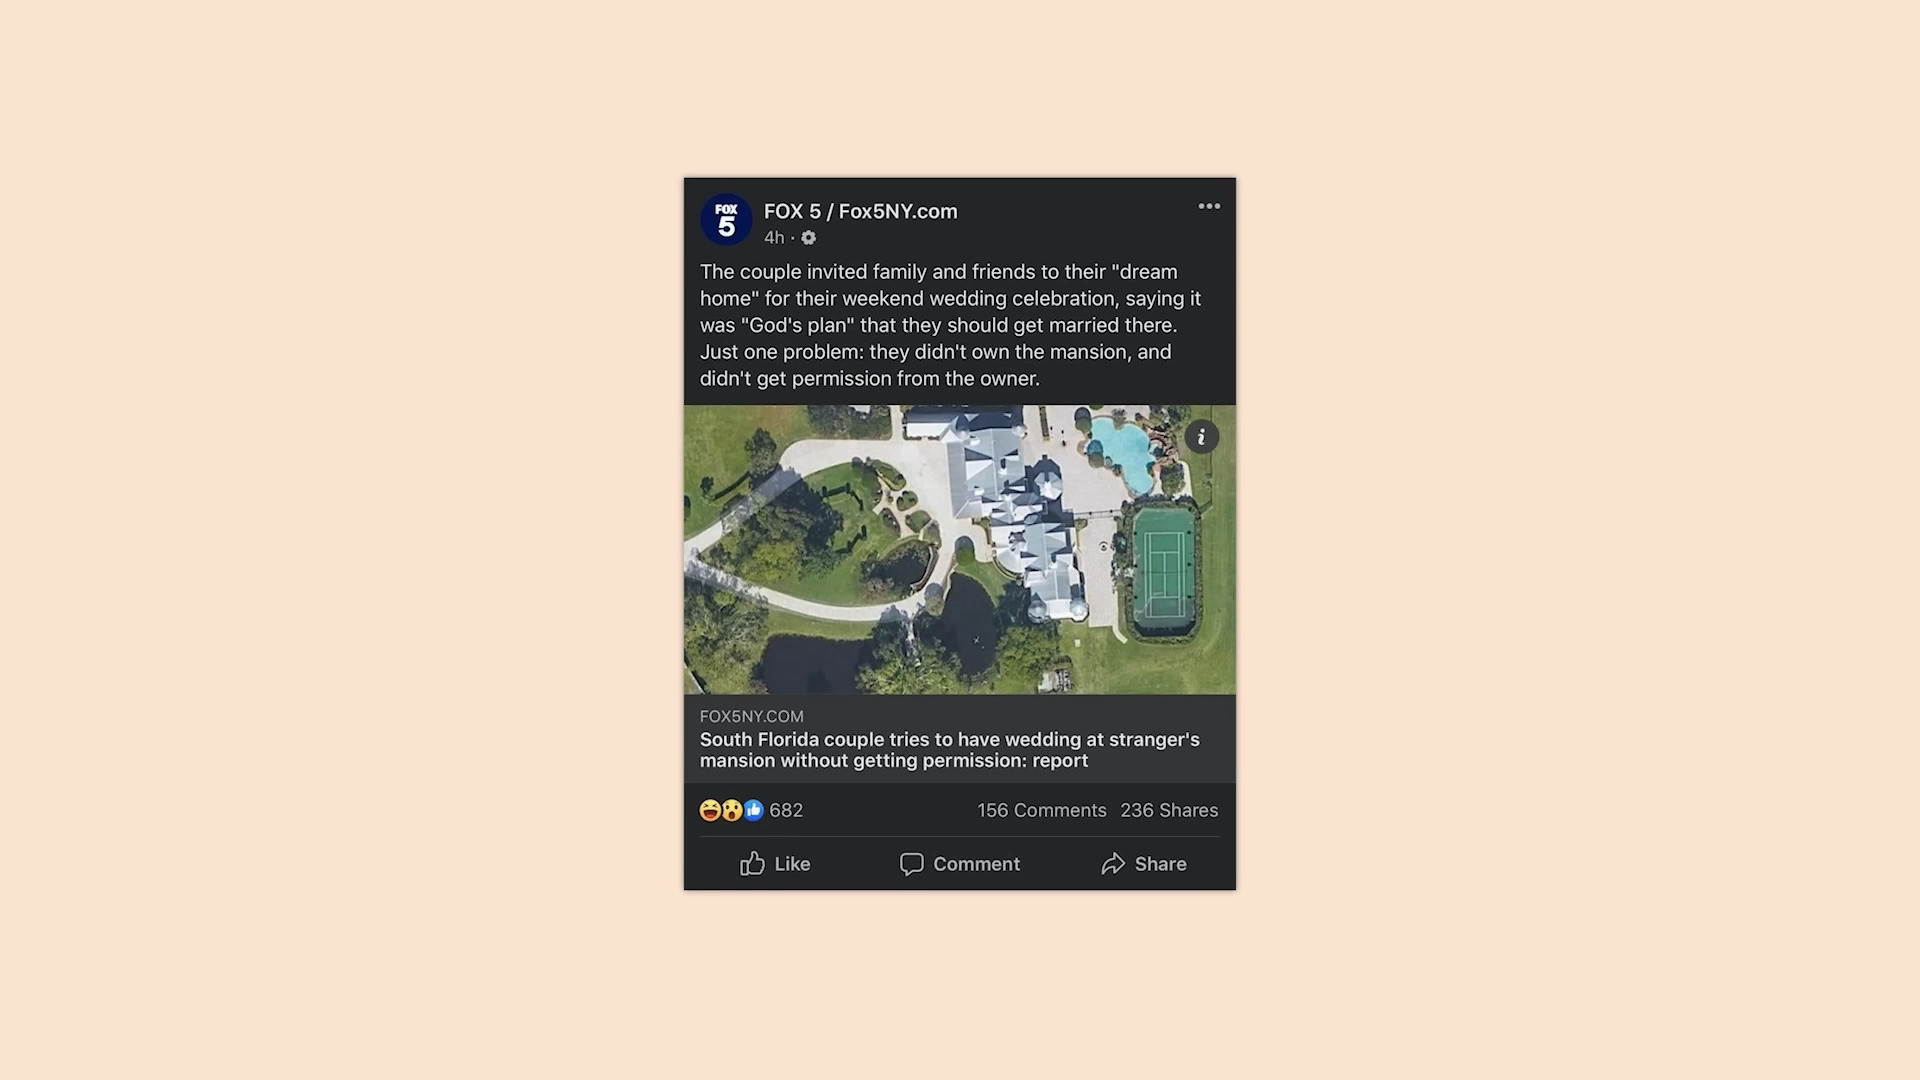 FOX
5
FOX 5 / Fox5NY.com
4h ·
The couple invited family and friends to their "dream
home" for their weekend wedding celebration, saying it
was "God's plan" that they should get married there.
Just one problem: they didn't own the mansion, and
didn't get permission from the owner.
i
FOX5NY.COM
South Florida couple tries to have wedding at stranger's
mansion without getting permission: report
682
156 Comments 236 Shares
Like
Comment
Share